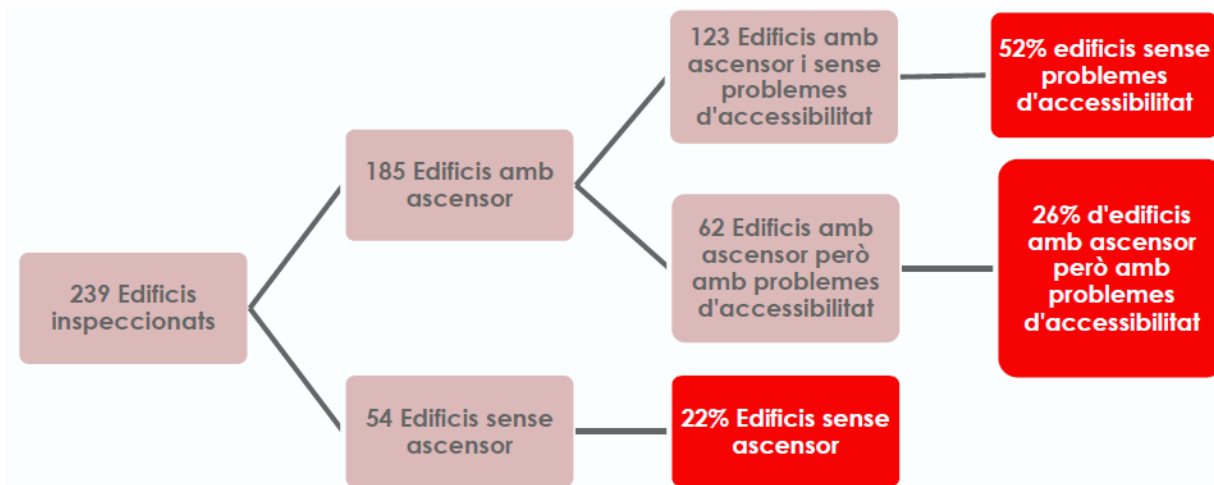 239 Edificis
inspeccionats
185 Edificis amb
ascensor
123 Edificis amb
ascensor i sense
problemes
d'accessibilitat
52% edificis sense
problemes
d'accessibilitat
62 Edificis amb
ascensor però
amb problemes
d'accessibilitat
26% d'edificis
amb ascensor
però amb
problemes
d'accessibilitat
54 Edificis sense
ascensor
22% Edificis sense
ascensor